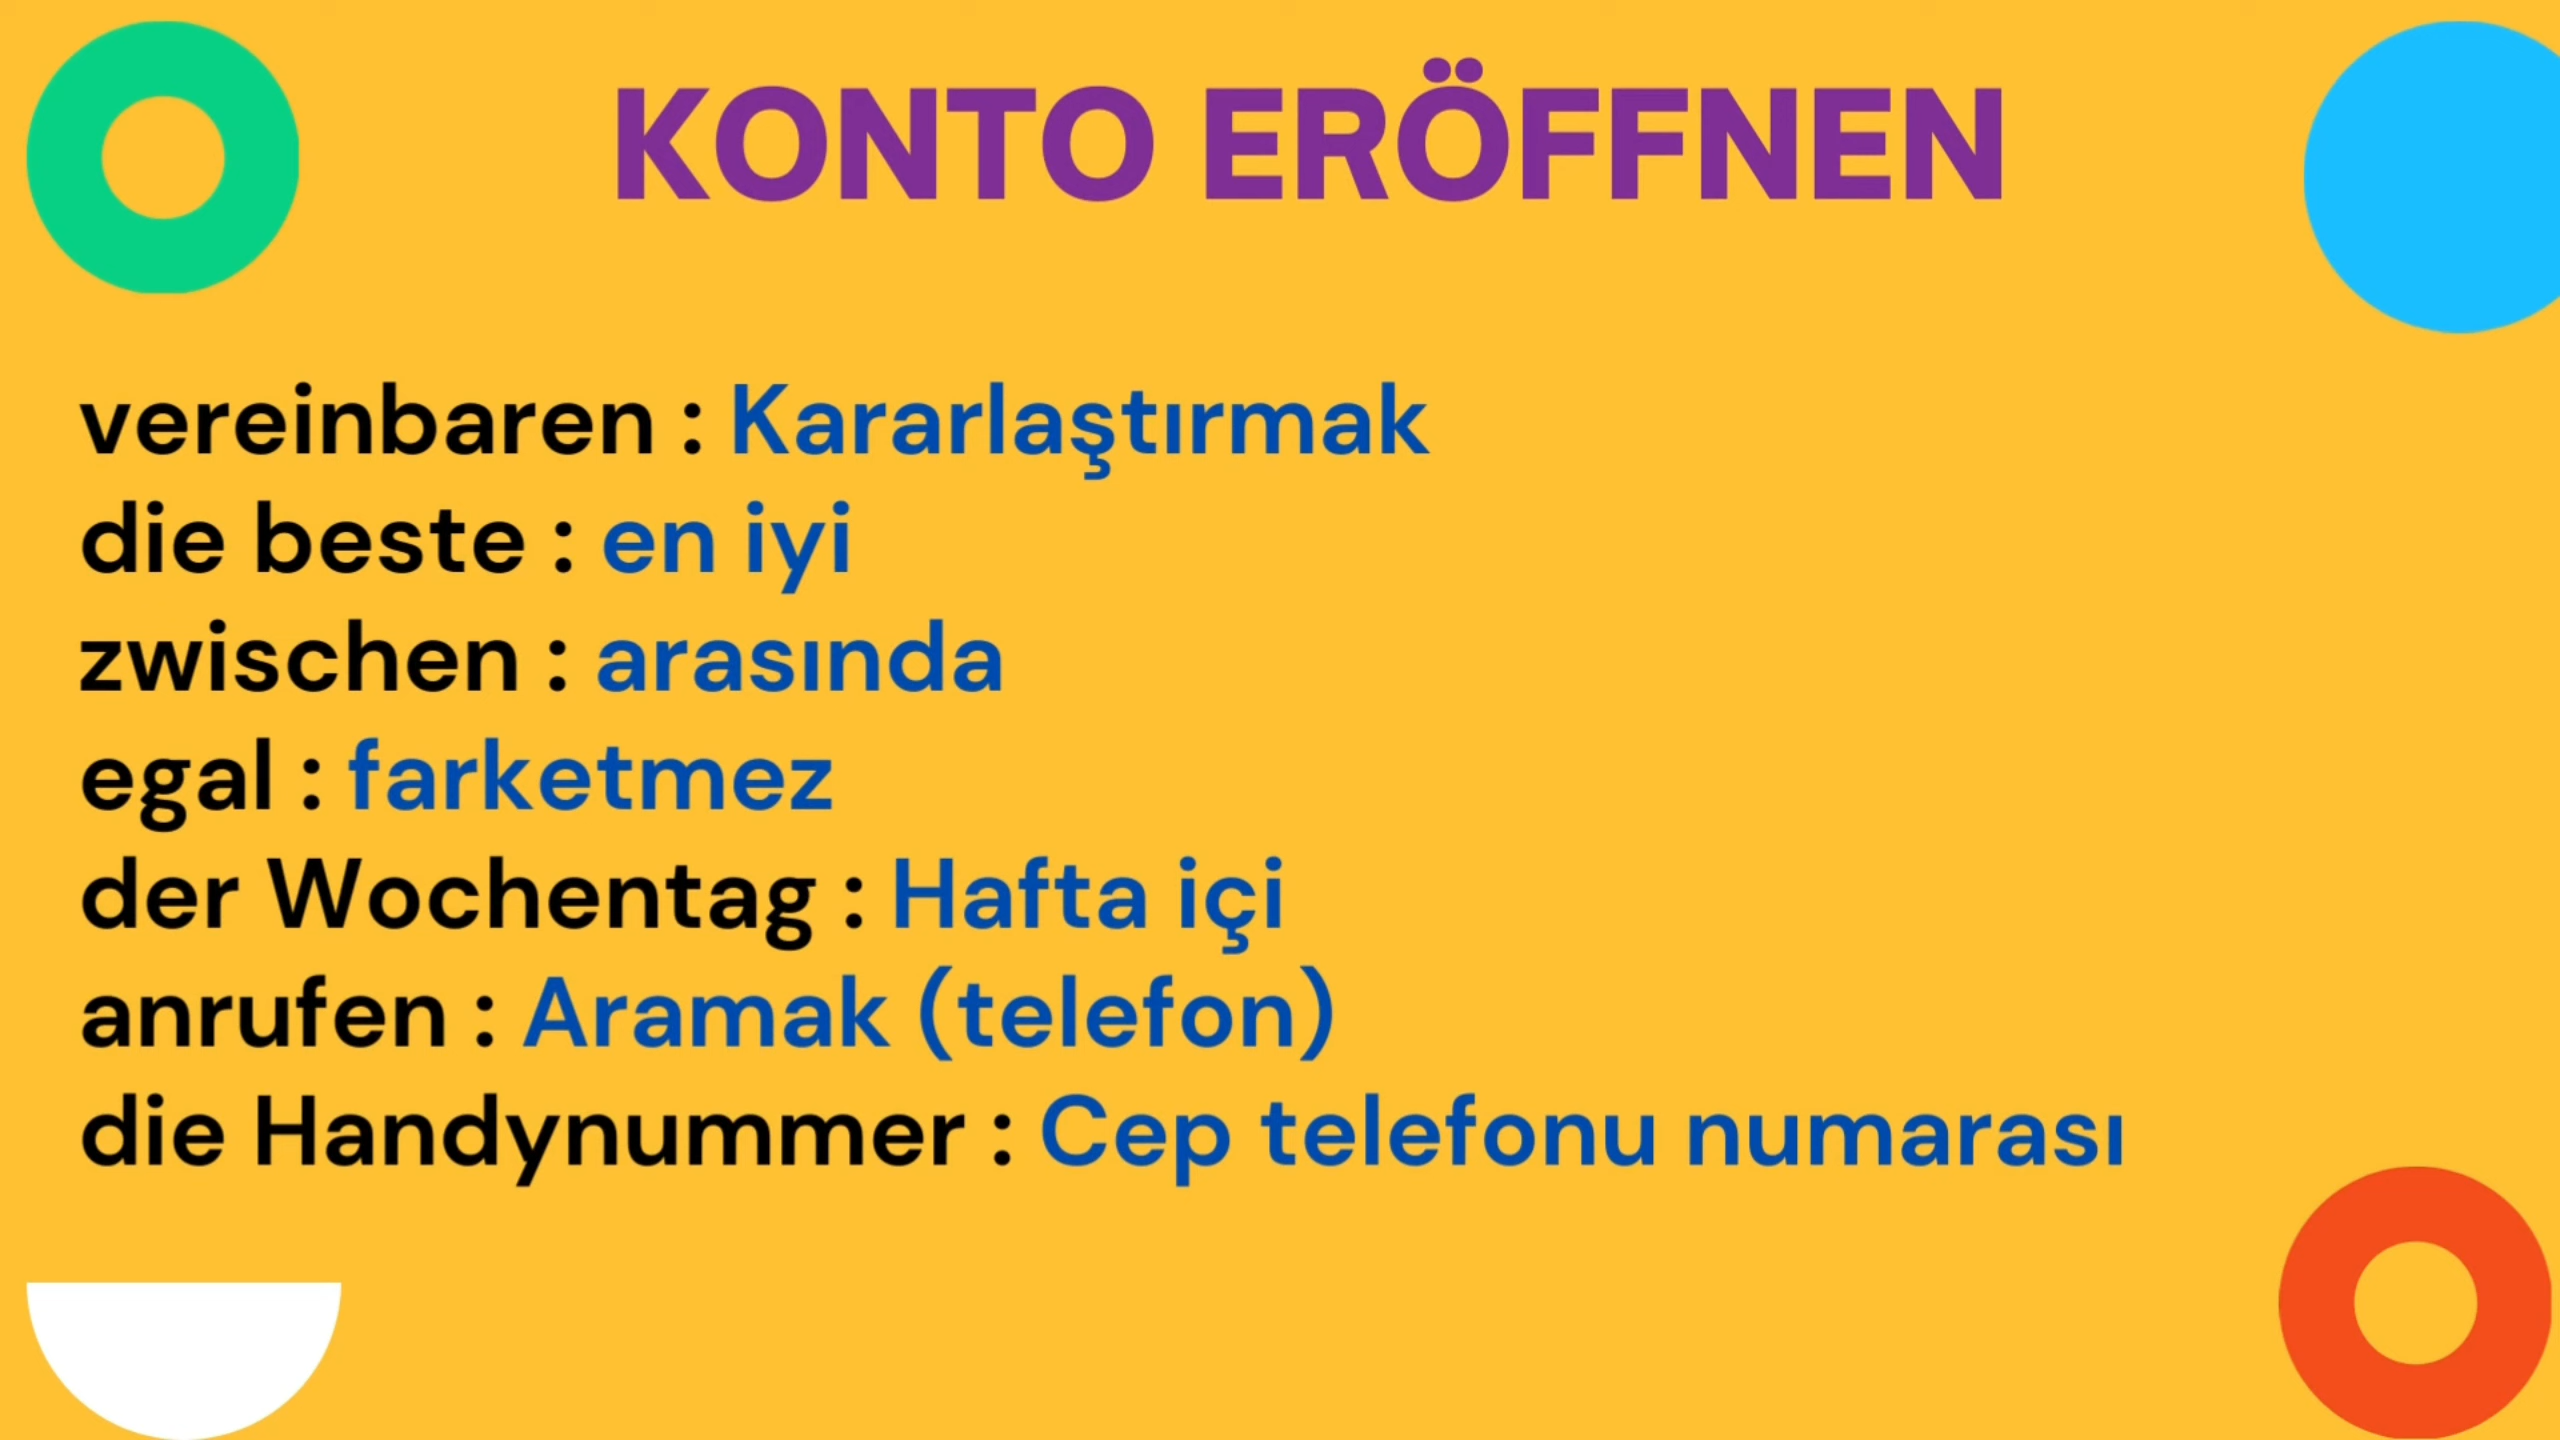 KONTO ERÖFFNEN
vereinbaren : Kararlaştırmak
die beste : en iyi
zwischen : arasında
egal : farketmez
der Wochentag : Hafta içi
anrufen : Aramak (telefon)
die Handynummer : Cep telefonu numarası